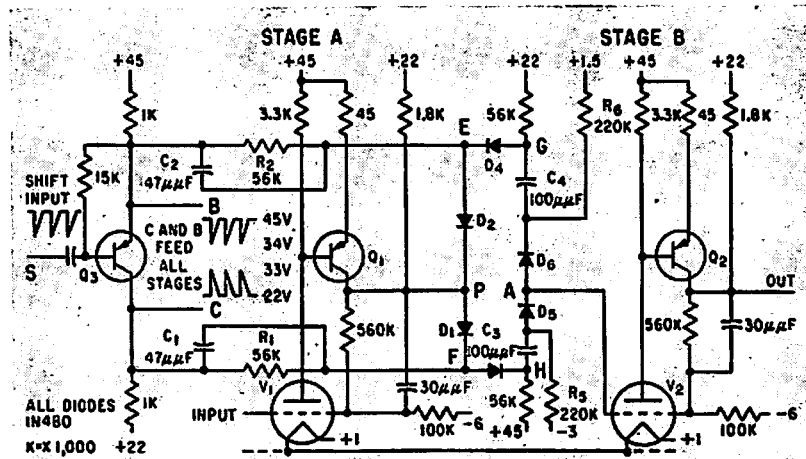 STAGE A
STAGE B
+45
+45
+22
+22
+1.5
+45
+22
1K
3.3K
45
1.8K
56K
R6
220K
3.3K
45
1.8K
E
G
D4
C2
47μμF
R2
56K
15K
C4
100μμF
SHIFT
INPUT
B
C AND B
FEED
ALL
STAGES
45V
34V
33V
22V
D2
Q1
D6
Q2
S
Q3
P
A
OUT
C
560K
D1
D5
560K
30μμF
C1
47μμF
R1
56K
F
C3
100μμF
H
V1
V2
1K
30μμF
56K
R5
220K
ALL DIODES
IN480
INPUT
100K
-6
+1
+45
-3
+1
100K
-6
K=X 1,000
+22